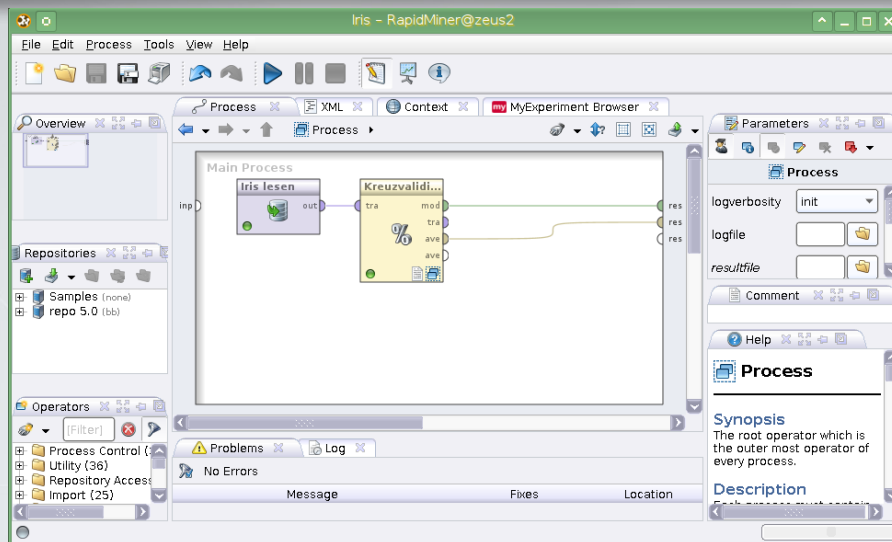 Iris – RapidMiner@zeus2
File Edit Process Tools View Help
Process
XML
Context
my MyExperiment Browser
Overview
Process
Parameters
Process
logverbosity init
logfile
resultfile
Main Process
Iris lesen
out
inp
Kreuzvalidi...
tra
mod
tra
ave
ave
%
res
res
res
Repositories
Samples (none)
repo 5.0 (bb)
Comment
Help
Process
Synopsis
The root operator which is
the outer most operator of
every process.
Description
Operators
[Filter]
Process Control
Utility (36)
Repository Access
Import (25)
Problems
Log
No Errors
Message Fixes Location